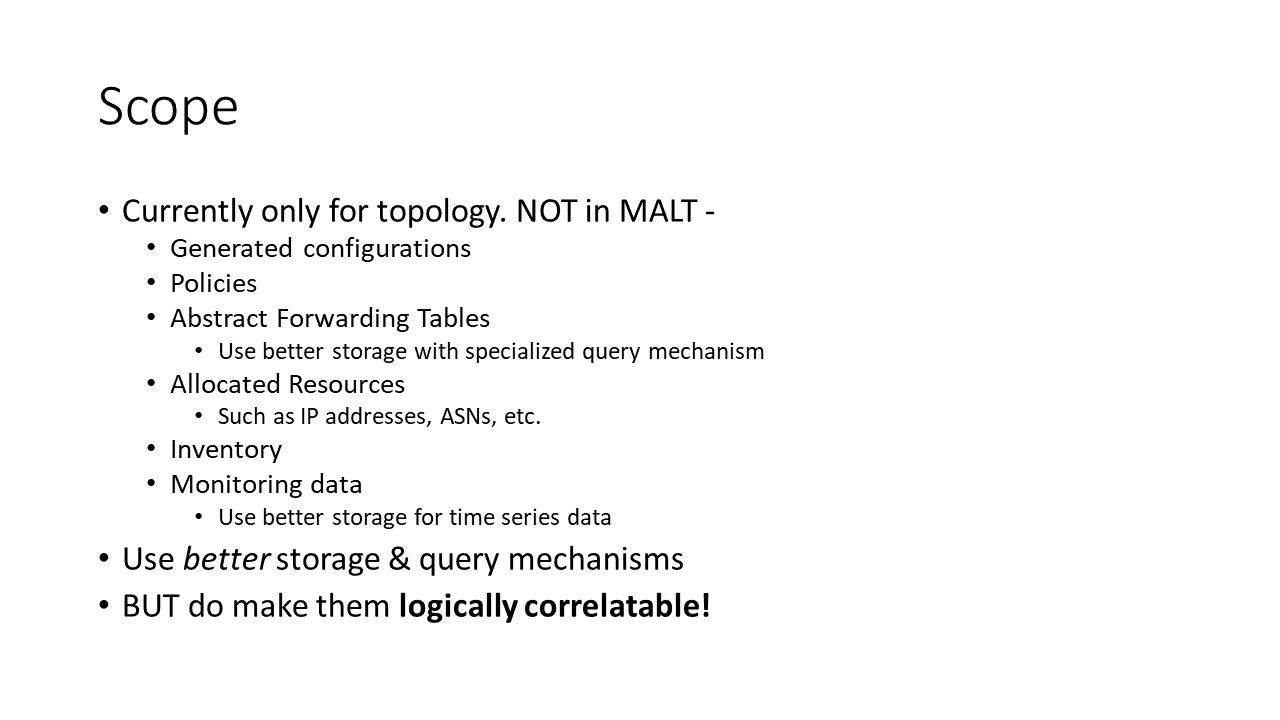 Scope
• Currently only for topology. NOT in MALT -
• Generated configurations
• Policies
• Abstract Forwarding Tables
• Use better storage with specialized query mechanism
• Allocated Resources
• Such as IP addresses, ASNs, etc.
• Inventory
• Monitoring data
• Use better storage for time series data
• Use better storage & query mechanisms
• BUT do make them logically correlatable!